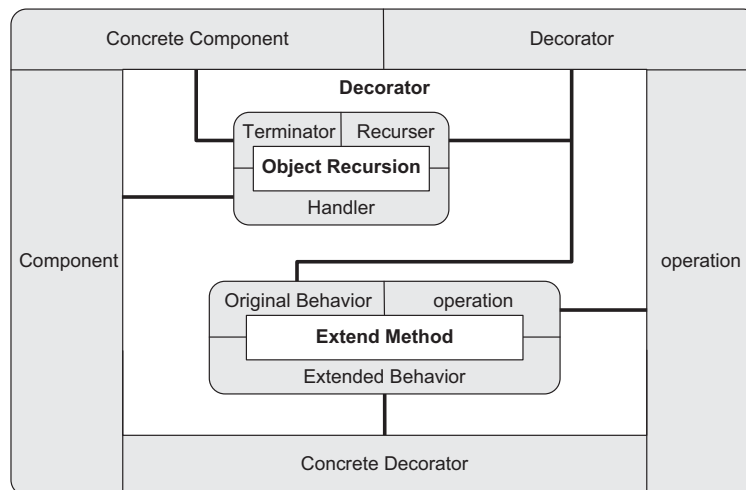 Concrete Component
Decorator
Decorator
Terminator
Recurser
Object Recursion
Handler
Component
operation
Original Behavior
operation
Extend Method
Extended Behavior
Concrete Decorator